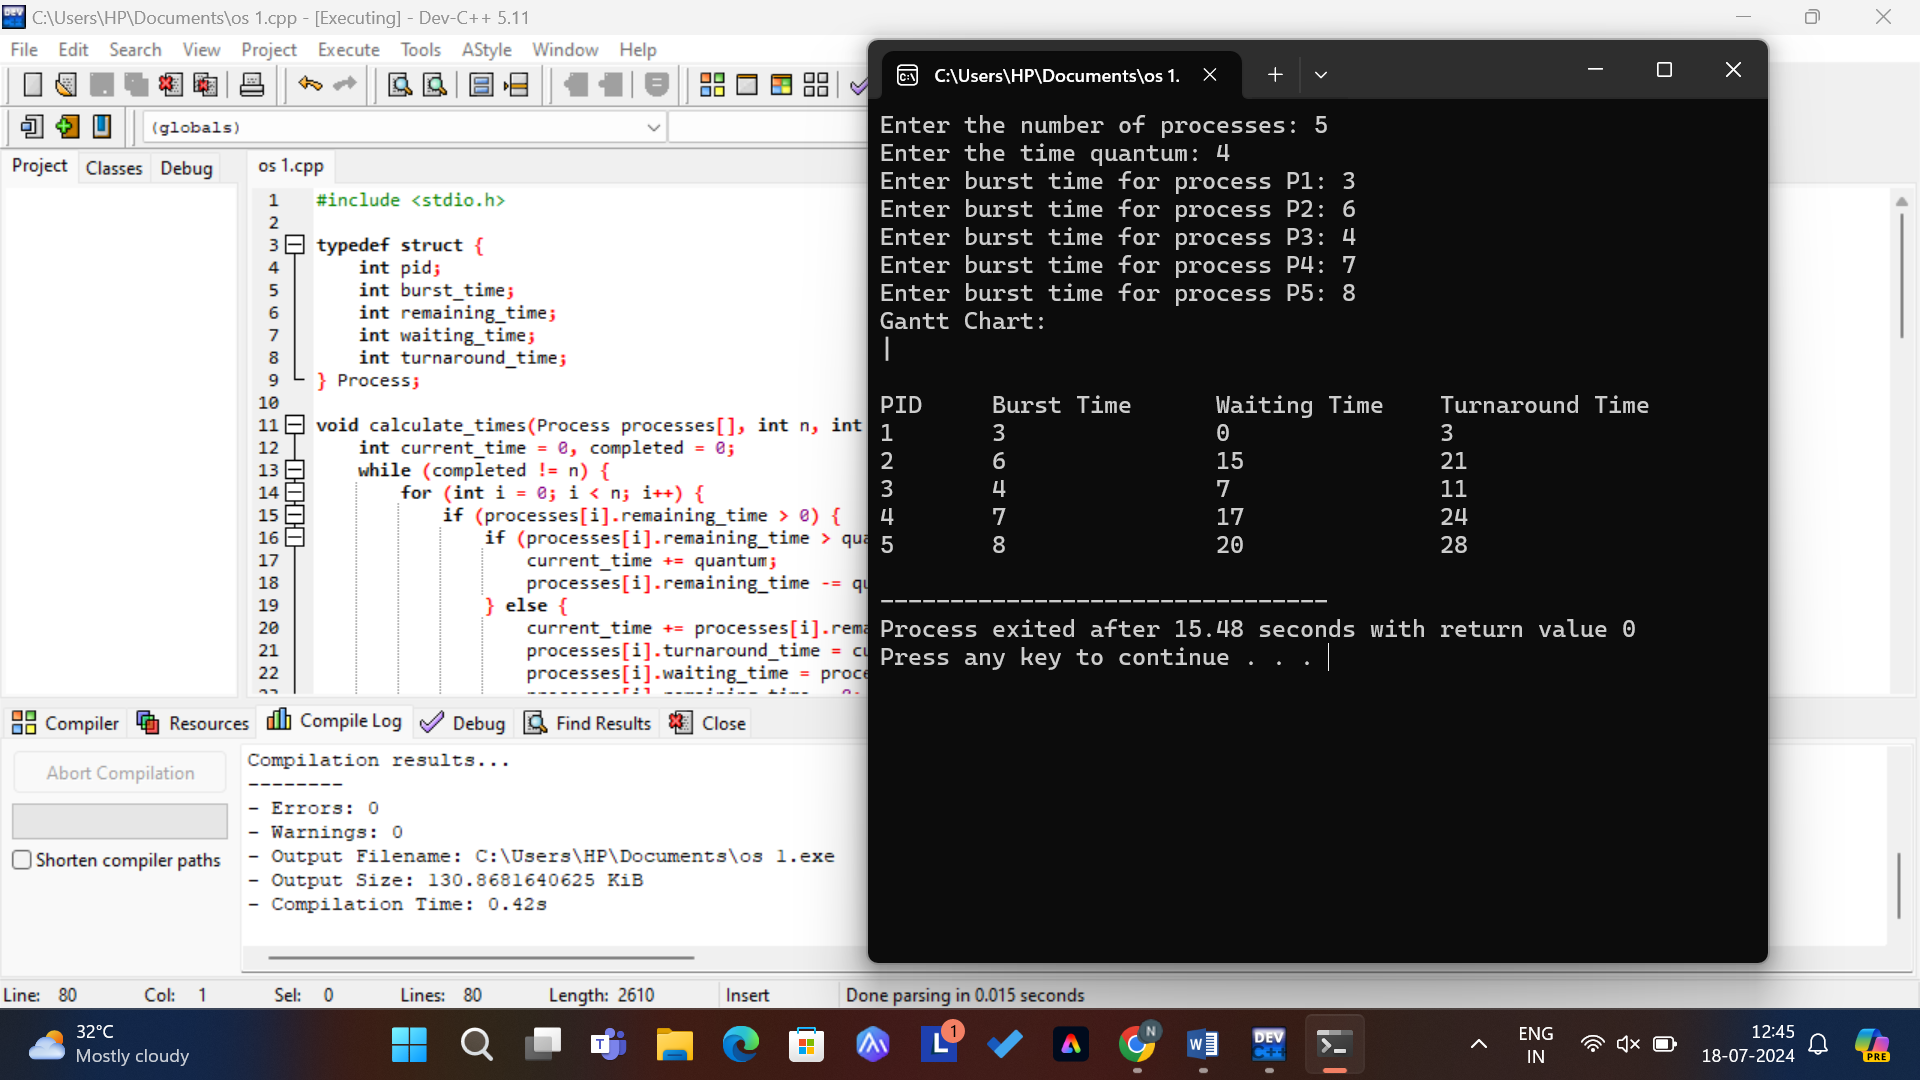 C:\Users\HP\Documents\os 1.cpp - [Executing] - Dev-C++ 5.11
File Edit Search View Project Execute Tools AStyle Window Help
(globals)
Project Classes Debug
os 1.cpp
1 #include <stdio.h>
2
3 typedef struct {
4 int pid;
5 int burst_time;
6 int remaining_time;
7 int waiting_time;
8 int turnaround_time;
9 } Process;
10
11 void calculate_times(Process processes[], int n, int
12 int current_time = 0, completed = 0;
13 while (completed != n) {
14 for (int i = 0; i < n; i++) {
15 if (processes[i].remaining_time > 0) {
16 if (processes[i].remaining_time > qua
17 current_time += quantum;
18 processes[i].remaining_time -= qu
19 } else {
20 current_time += processes[i].rema
21 processes[i].turnaround_time = cu
22 processes[i].waiting_time = proce
C:\Users\HP\Documents\os 1.
Enter the number of processes: 5
Enter the time quantum: 4
Enter burst time for process P1: 3
Enter burst time for process P2: 6
Enter burst time for process P3: 4
Enter burst time for process P4: 7
Enter burst time for process P5: 8
Gantt Chart:
|
PID Burst Time Waiting Time Turnaround Time
1 3 0 3
2 6 15 21
3 4 7 11
4 7 17 24
5 8 20 28
--------------------------------
Process exited after 15.48 seconds with return value 0
Press any key to continue . . .
Compiler Resources Compile Log Debug Find Results Close
Abort Compilation
Shorten compiler paths
Compilation results...
--------
- Errors: 0
- Warnings: 0
- Output Filename: C:\Users\HP\Documents\os 1.exe
- Output Size: 130.8681640625 KiB
- Compilation Time: 0.42s
Line: 80 Col: 1 Sel: 0 Lines: 80 Length: 2610 Insert Done parsing in 0.015 seconds
32°C
Mostly cloudy
1
N
DEV
C++
ENG
IN
12:45
18-07-2024
PRE